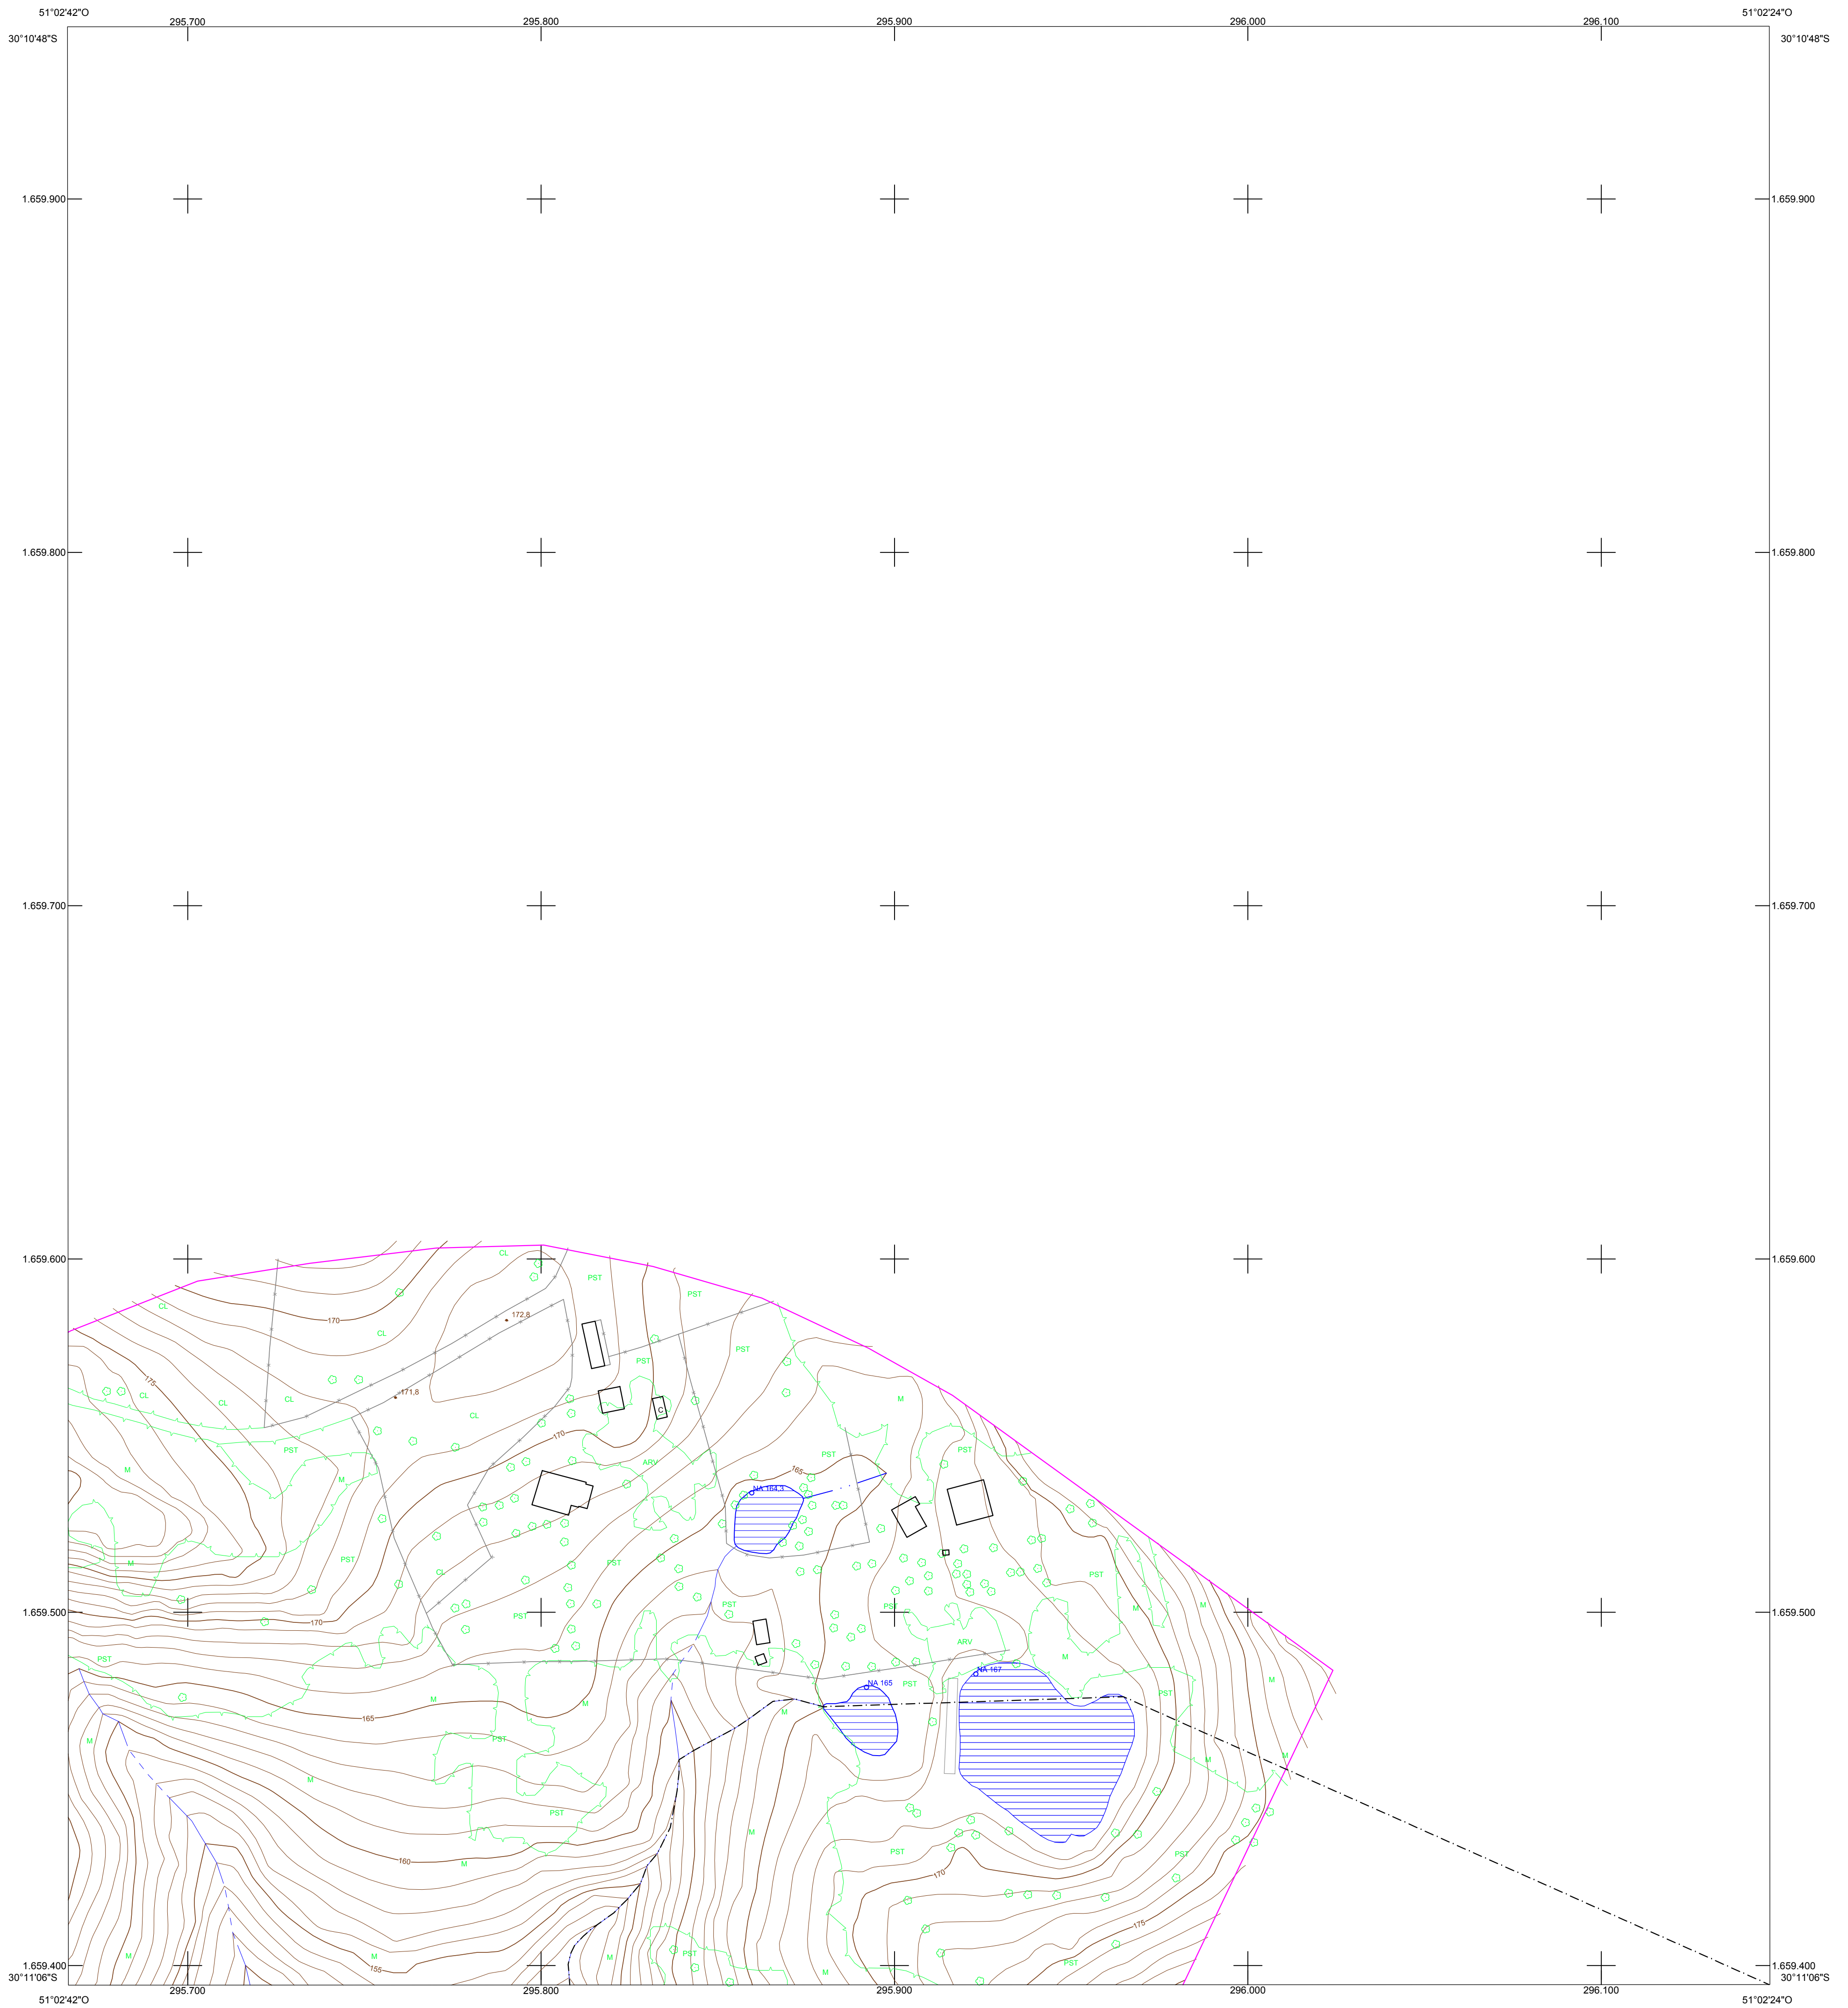 51°02'42"O 51°02'24"O
295.700 295.800 295.900 296.000 296.100
30°10'48"S 30°10'48"S
1.659.900 1.659.900
1.659.800 1.659.800
1.659.700 1.659.700
1.659.600 1.659.600
CL
PST
PST
CL
172,8
170
CL
PST
PST
175
171,8
CL CL CL
M
CL
C
170
PST
PST
PST
ARV
M
165
M
NA 164,3
M
PST
PST
CL
PST
PST
PST
PST
M
M
1.659.500 1.659.500
PST
170
ARV
PST
M
NA 167
M
NA 165
PST
PST
M
M
M
165
PST
M
M
M
M
PST
M
PST
PST
160
M
170
175
M
M
M
PST
PST
155
M
1.659.400 1.659.400
30°11'06"S 30°11'06"S
295.700 295.800 295.900 296.000 296.100
51°02'42"O 51°02'24"O